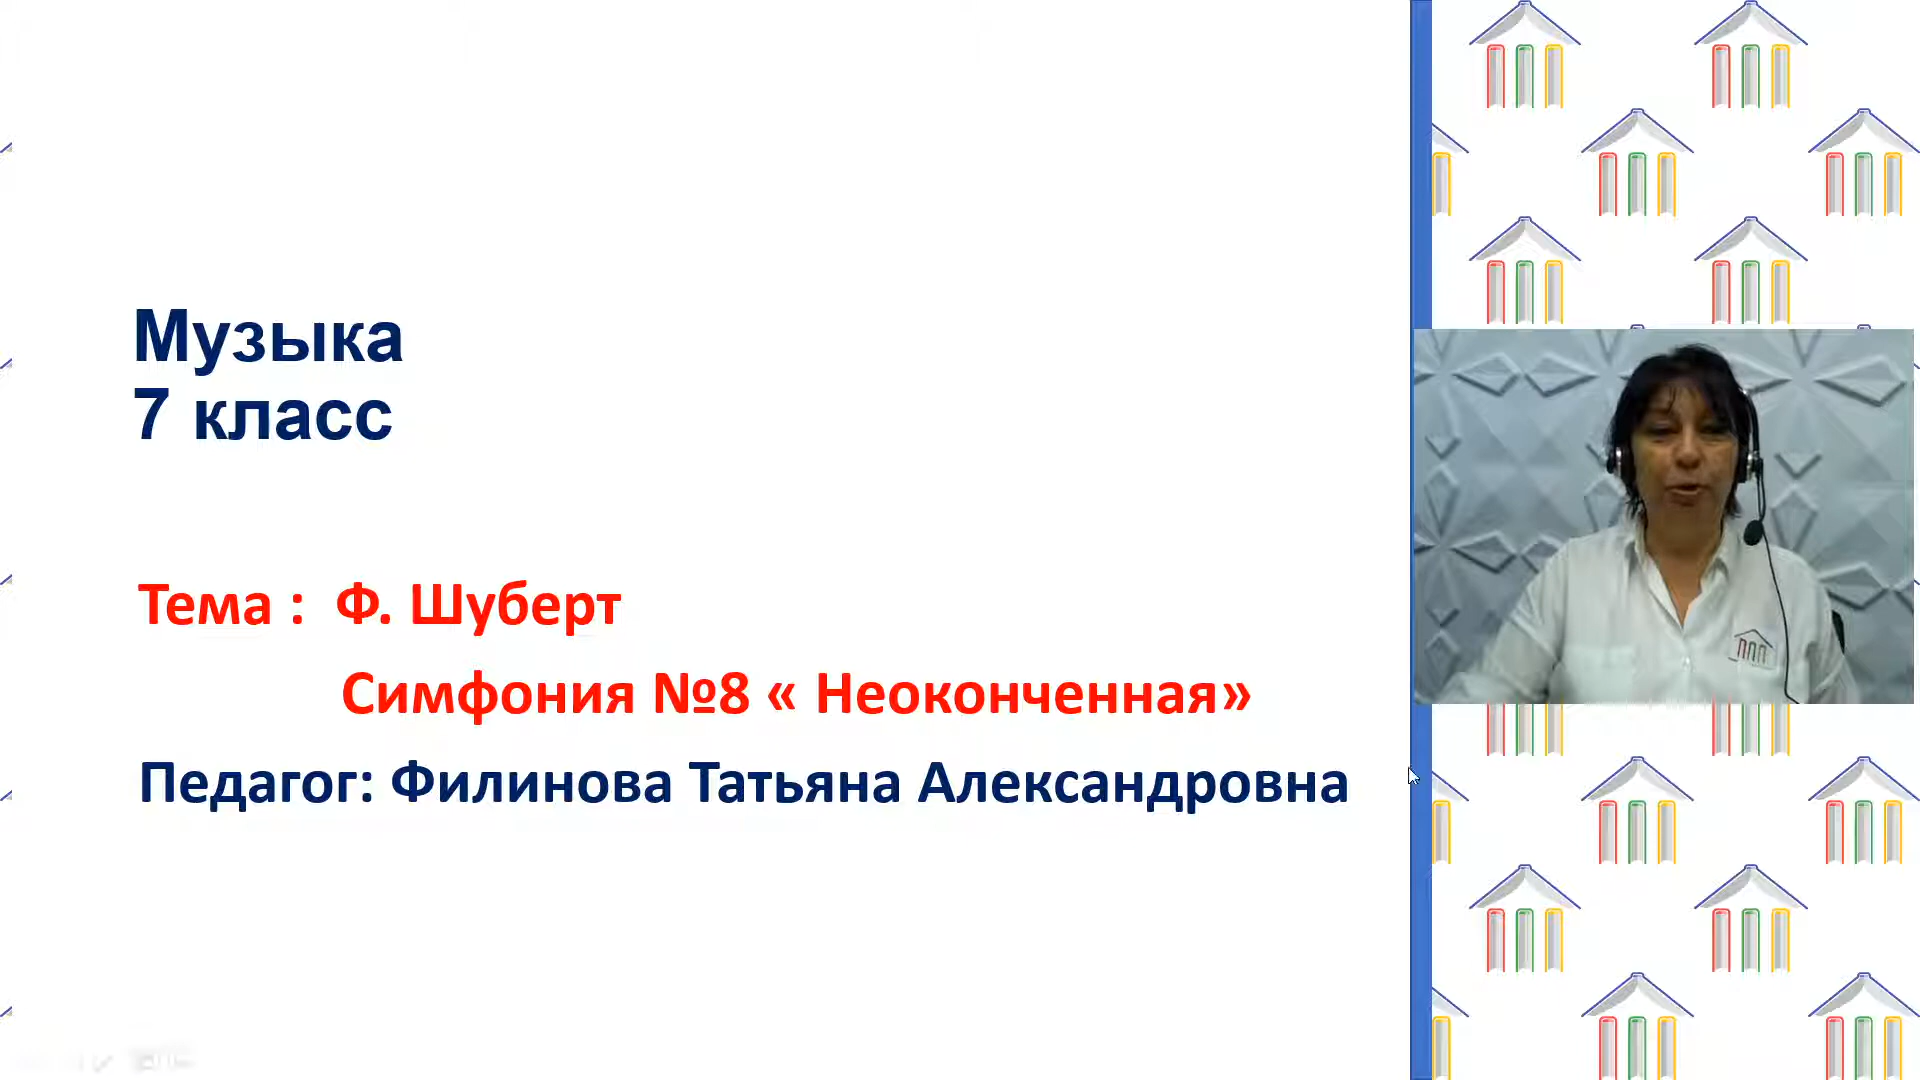 Музыка
7 класс
Тема : Ф. Шуберт
Симфония №8 « Неоконченная»
Педагог: Филинова Татьяна Александровна